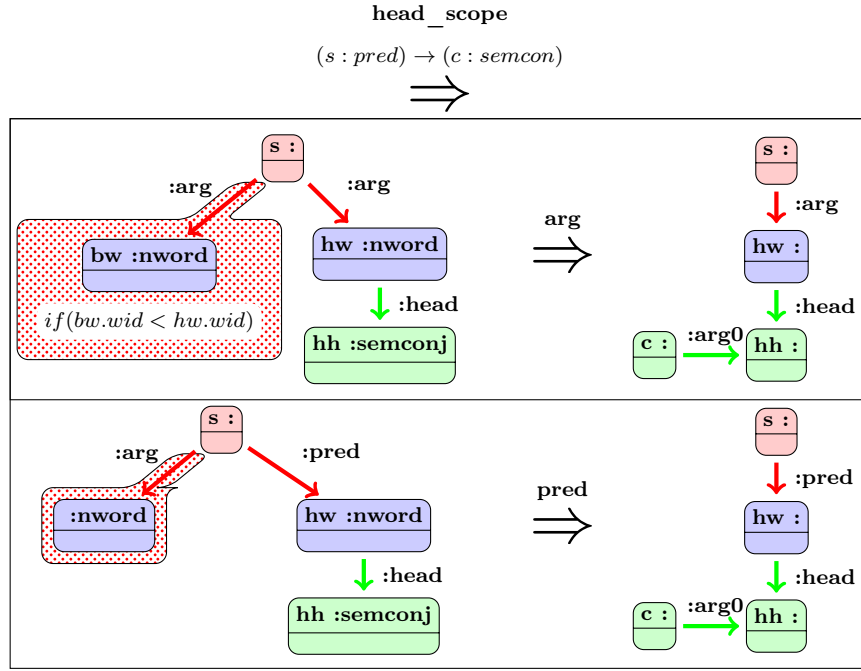 head_scope
(s : pred) → (c : semcon)
⇒
s :
:arg
:arg
bw :nword
hw :nword
if(bw.wid < hw.wid)
:head
hh :semconj
arg
⇒
s :
:arg
hw :
:head
c :
:arg0
hh :
s :
:arg
:pred
:nword
hw :nword
:head
hh :semconj
pred
⇒
s :
:pred
hw :
:head
c :
:arg0
hh :